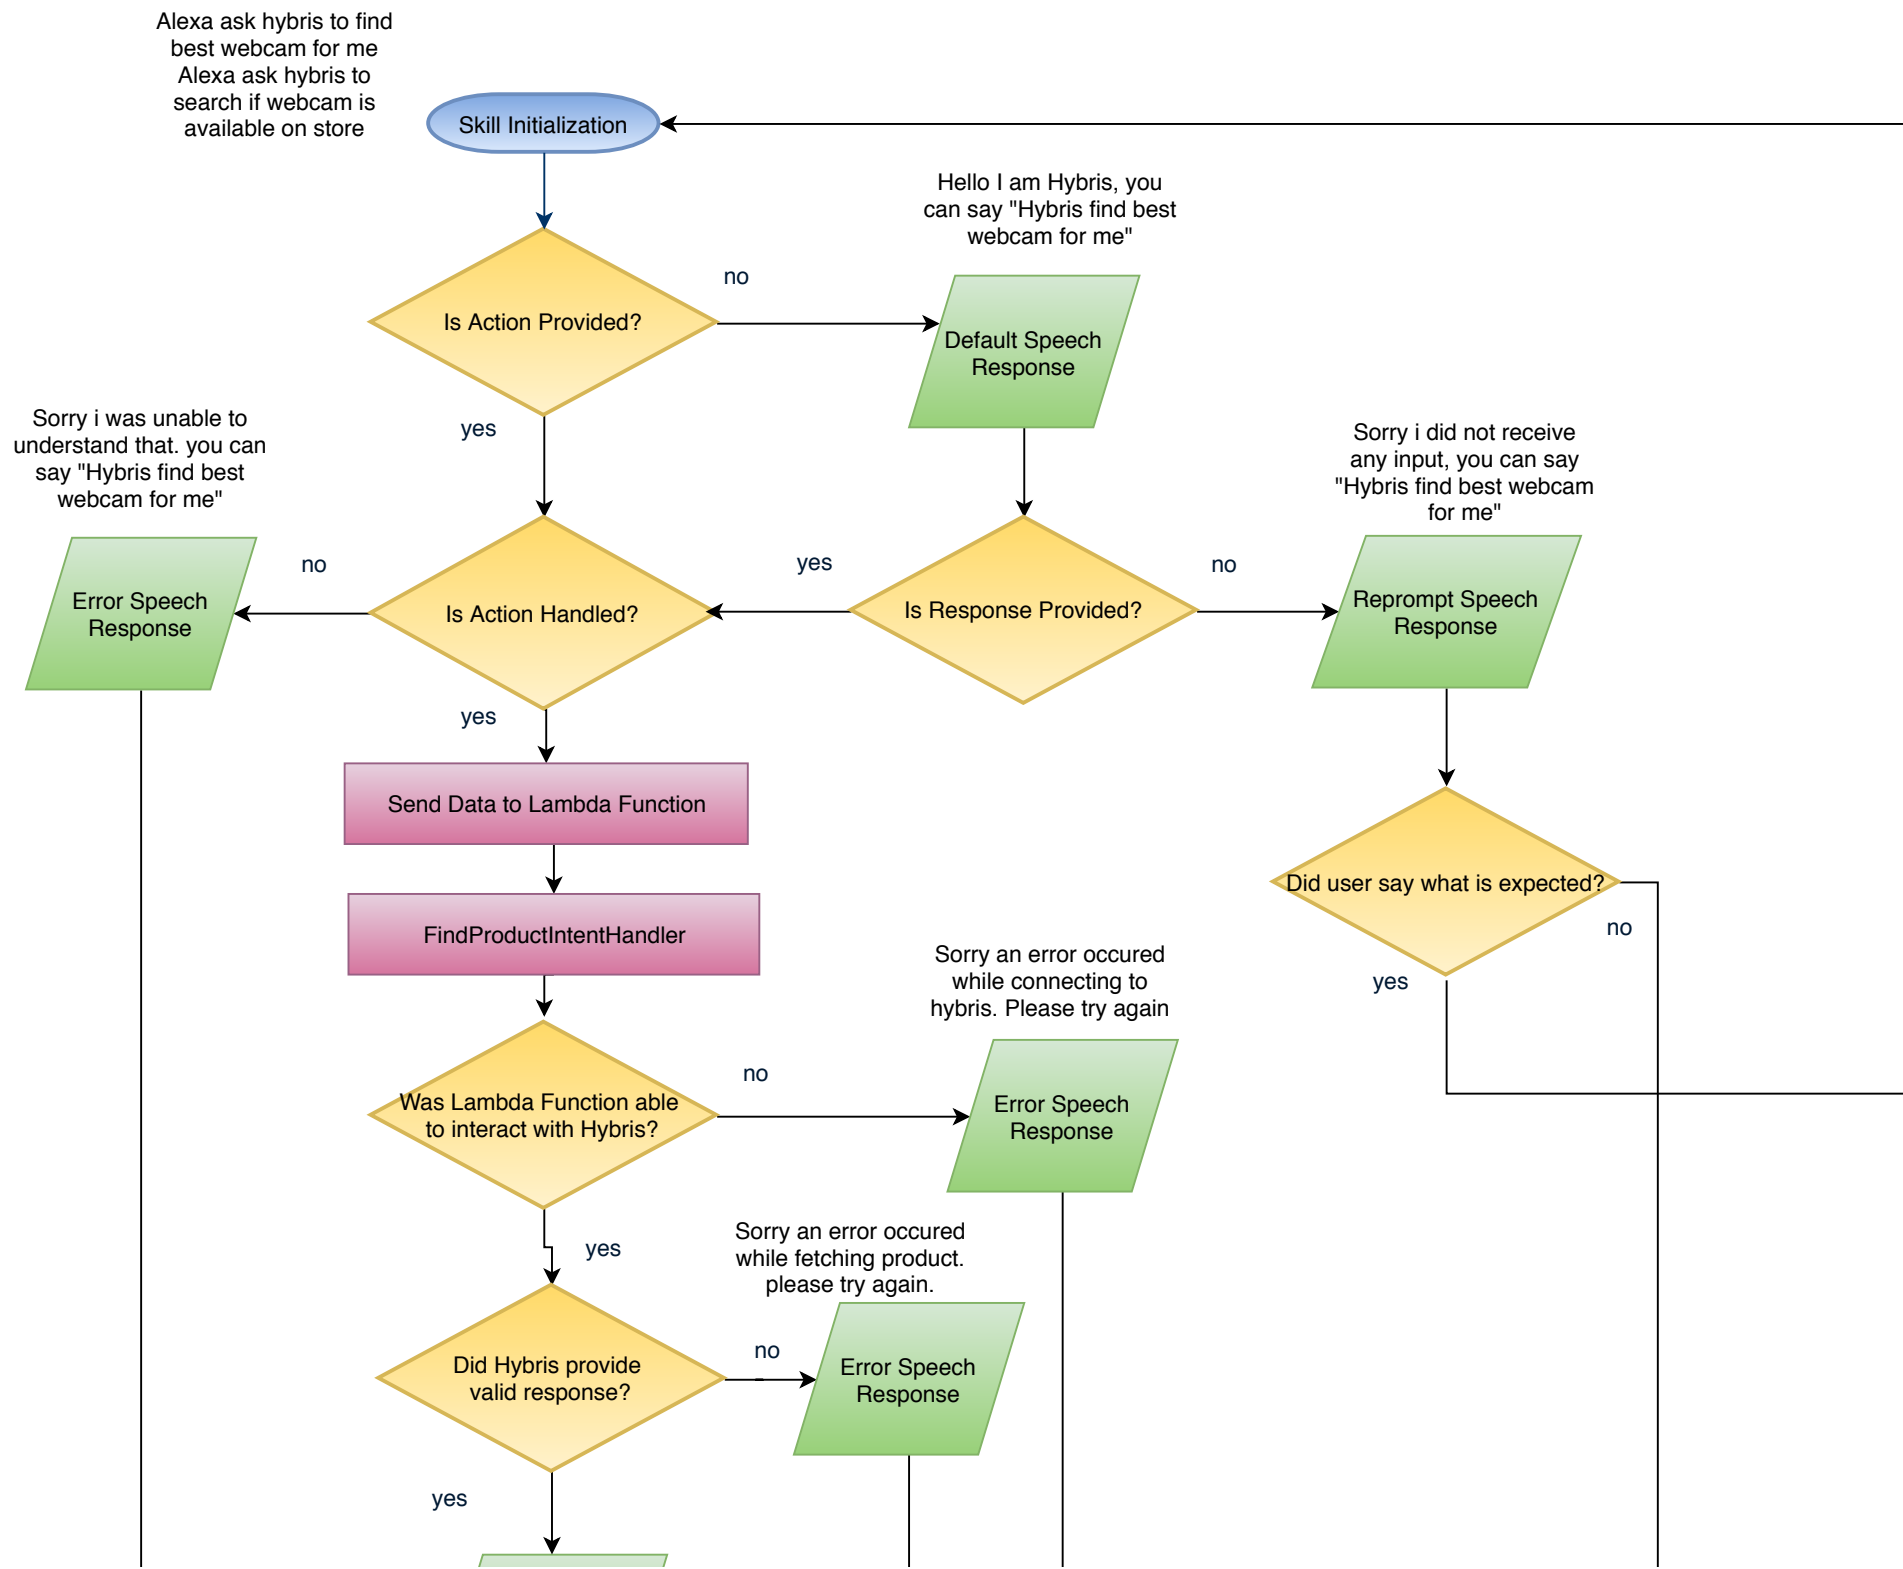 Alexa ask hybris to find
best webcam for me
Alexa ask hybris to
search if webcam is
available on store
Skill Initialization
Hello I am Hybris, you
can say "Hybris find best
webcam for me"
no
Is Action Provided?
Default Speech
Response
yes
Sorry i was unable to
understand that. you can
say "Hybris find best
webcam for me"
Sorry i did not receive
any input, you can say
"Hybris find best webcam
for me"
no
yes
no
Error Speech
Response
Is Action Handled?
Is Response Provided?
Reprompt Speech
Response
yes
Send Data to Lambda Function
Did user say what is expected?
no
FindProductIntentHandler
Sorry an error occured
while connecting to
hybris. Please try again
yes
no
Was Lambda Function able
to interact with Hybris?
Error Speech
Response
yes
Sorry an error occured
while fetching product.
please try again.
no
Did Hybris provide
valid response?
Error Speech
Response
yes